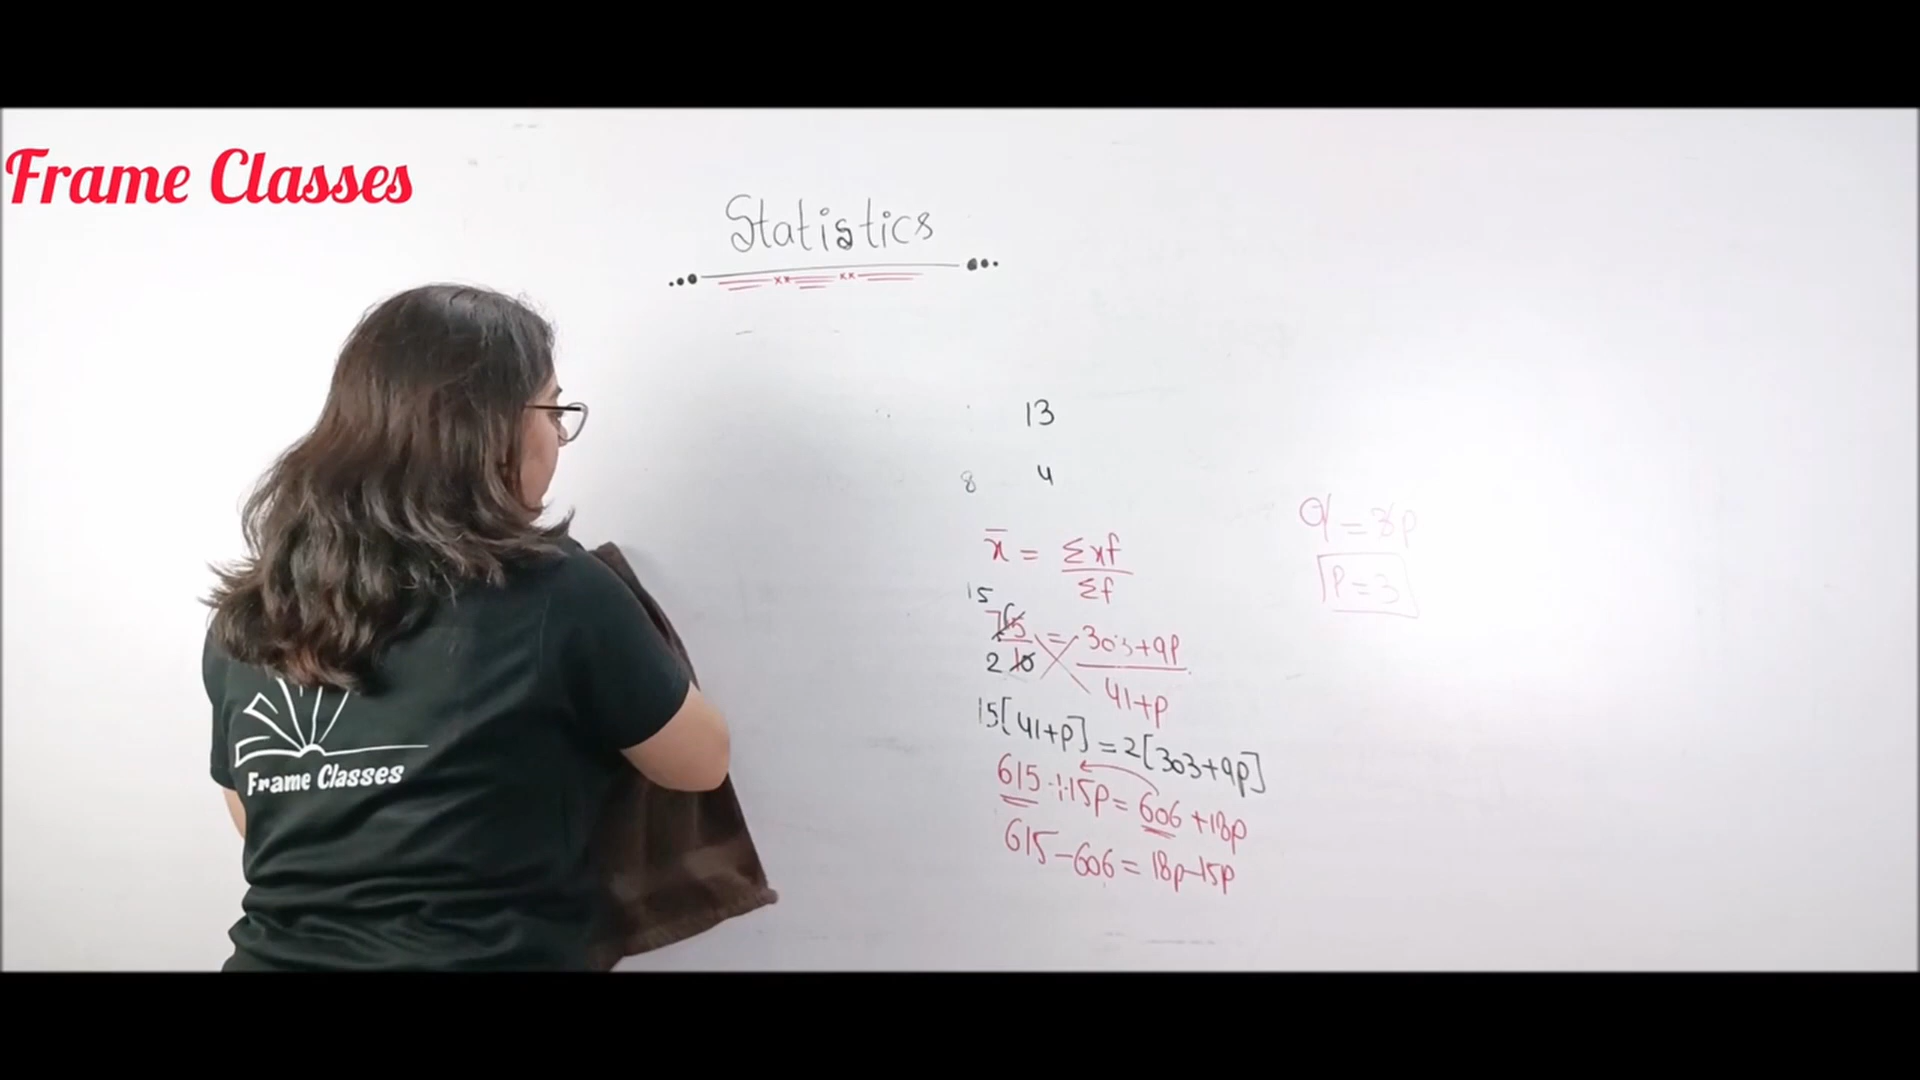 Frame Classes
Statistics
13
8 4
x̄ = Σxf / Σf
15
75 / 2 10 = 303+9p / 41+p
15[41+p] = 2[303+9p]
615 + 15p = 606 + 18p
615 - 606 = 18p - 15p
9 = 3p
p = 3
Frame Classes